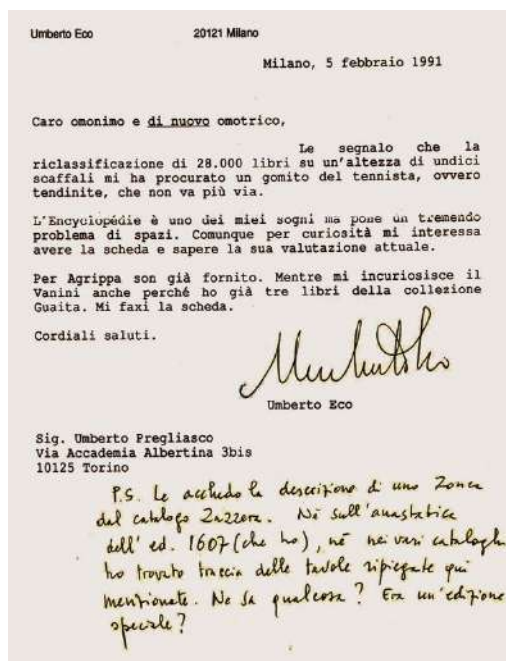 Umberto Eco 20121 Milano
Milano, 5 febbraio 1991
Caro omonimo e di nuovo omotrico,
Le segnalo che la
riclassificazione di 28.000 libri su un'altezza di undici
scaffali mi ha procurato un gomito del tennista, ovvero
tendinite, che non va più via.
L'Encyclopédie è uno dei miei sogni ma pone un tremendo
problema di spazi. Comunque per curiosità mi interessa
avere la scheda e sapere la sua valutazione attuale.
Per Agrippa son già fornito. Mentre mi incuriosisce il
Vanini anche perché ho già tre libri della collezione
Guaita. Mi faxi la scheda.
Cordiali saluti.
Umberto Eco
Umberto Eco
Sig. Umberto Pregliasco
Via Accademia Albertina 3bis
10125 Torino
P.S. Le accludo la descrizione di uno Zonca
dal catalogo Zazzera. Né sull'anastatica
dell'ed. 1607 (che ho), né nei vari cataloghi
ho trovato traccia delle tavole ripiegate qui
menzionate. Ne sa qualcosa? Era un'edizione
speciale?